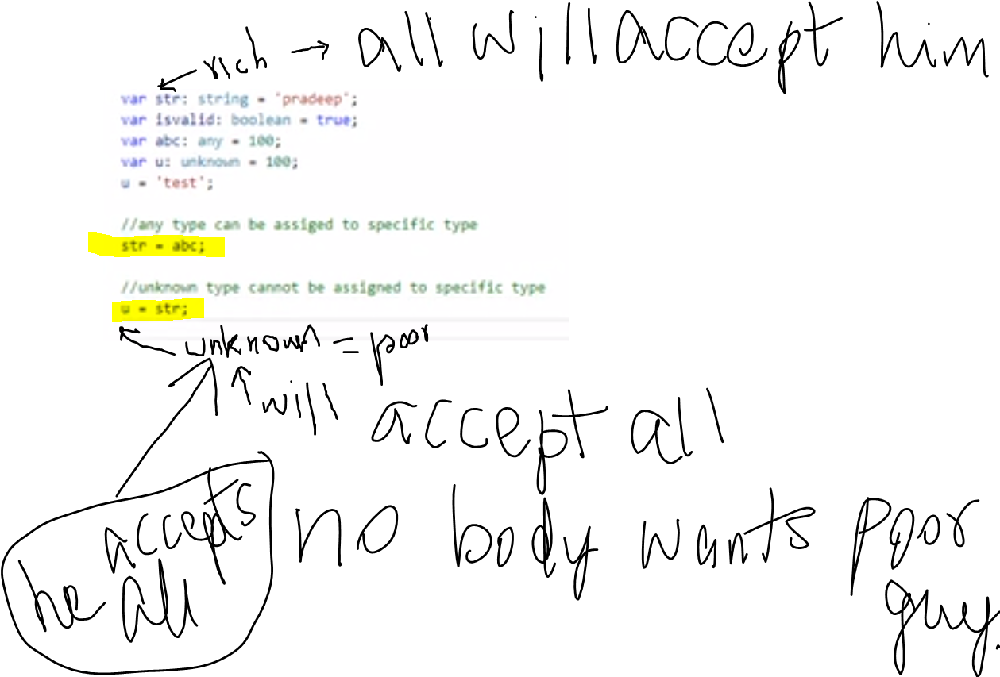 rich → all will accept him
var str: string = 'pradeep';
var isvalid: boolean = true;
var abc: any = 100;
var u: unknown = 100;
u = 'test';
//any type can be assiged to specific type
str = abc;
//unknown type cannot be assigned to specific type
u = str;
unknown = poor
will accept all
accepts
he all
no body wants poor
guy.